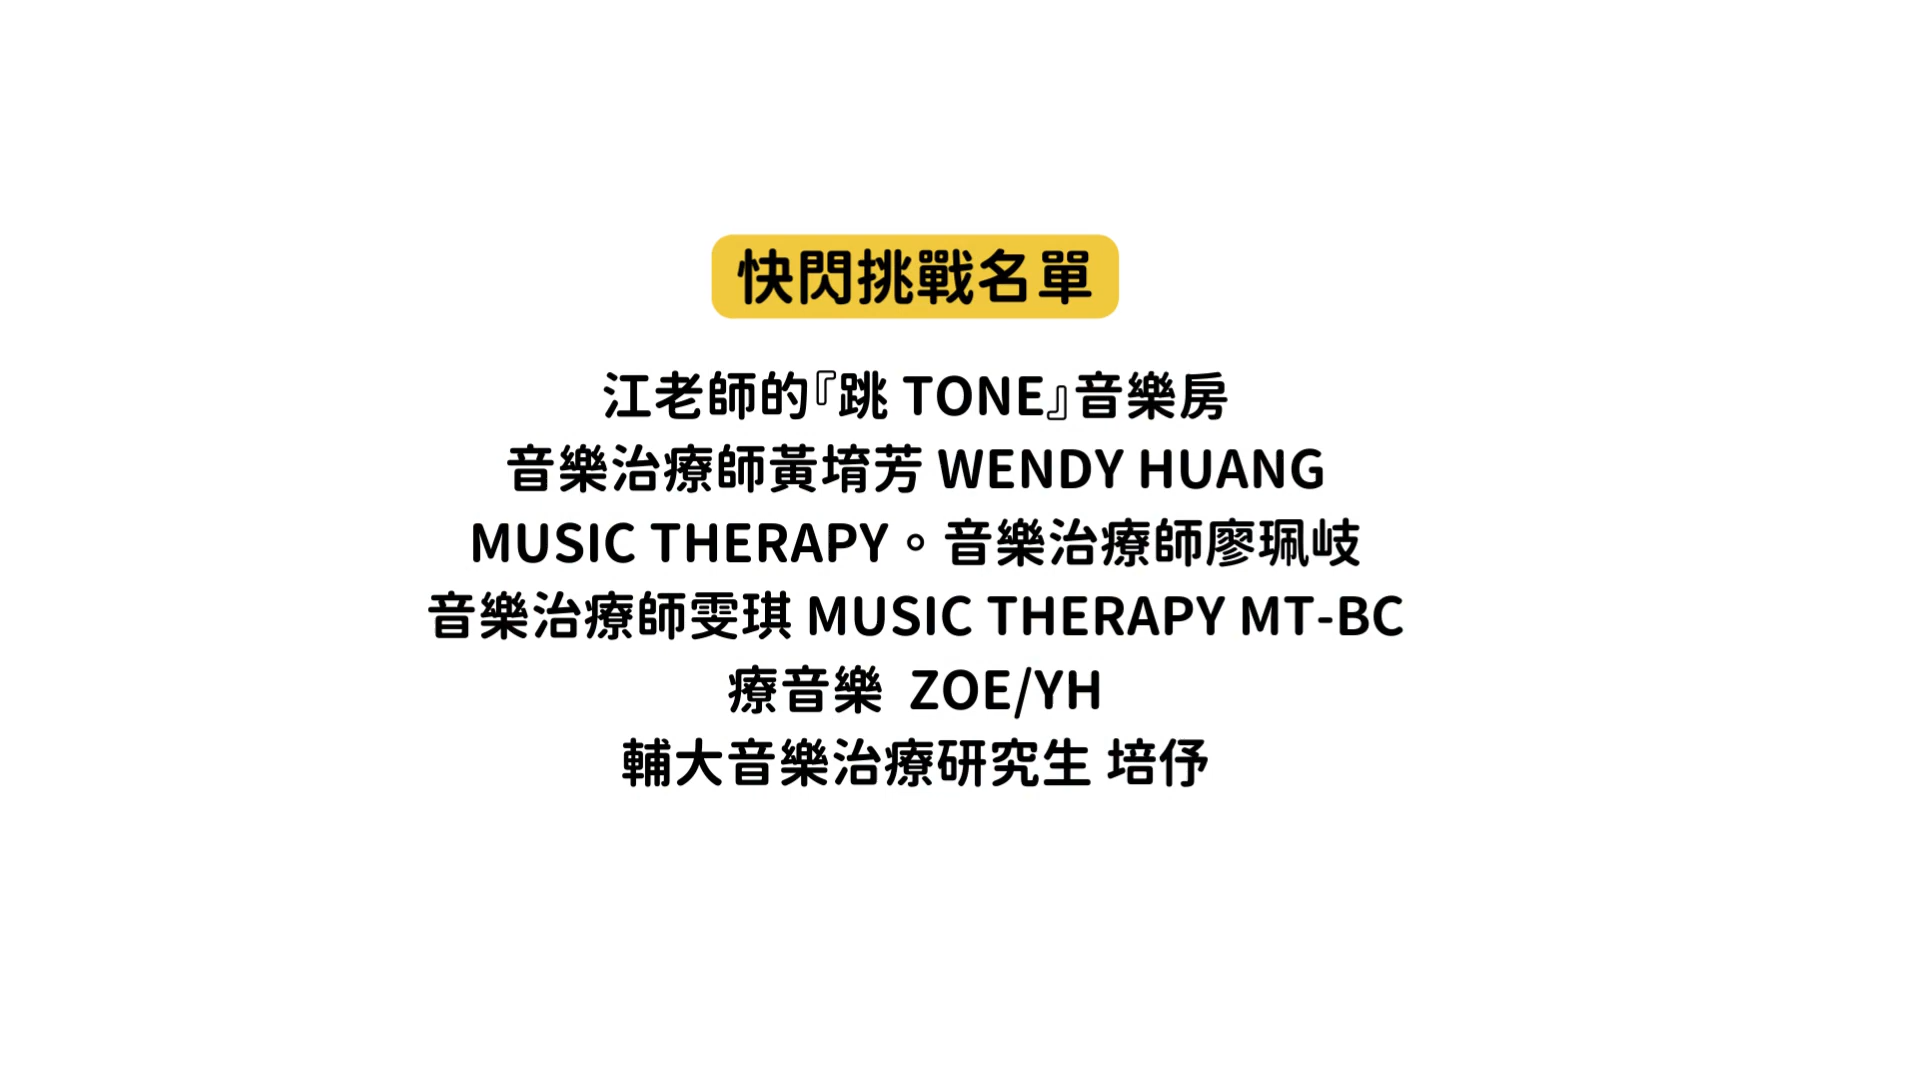 快閃挑戰名單
江老師的『跳 TONE』音樂房
音樂治療師黃堉芳 WENDY HUANG
MUSIC THERAPY。音樂治療師廖珮岐
音樂治療師雯琪 MUSIC THERAPY MT-BC
療音樂 ZOE/YH
輔大音樂治療研究生 培伃